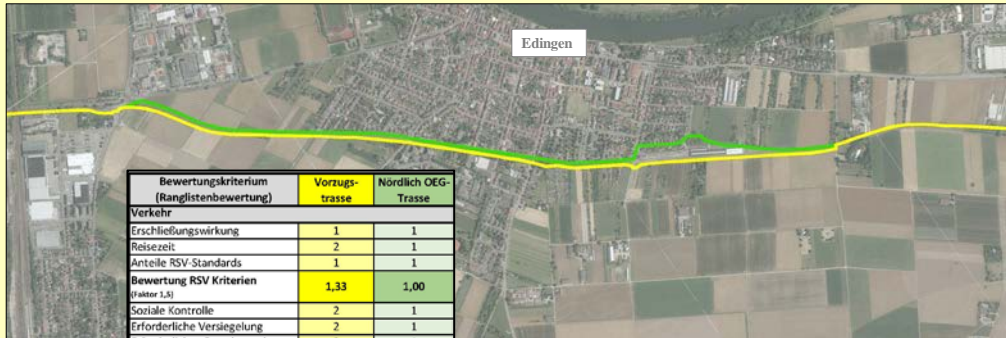 Edingen
Bewertungskriterium Vorzugs- Nördlich OEG-
(Ranglistenbewertung) trasse Trasse
Verkehr
Erschließungswirkung 1 1
Reisezeit 2 1
Anteile RSV-Standards 1 1
Bewertung RSV Kriterien 1,33 1,00
(Faktor 1,5)
Soziale Kontrolle 2 1
Erforderliche Versiegelung 2 1